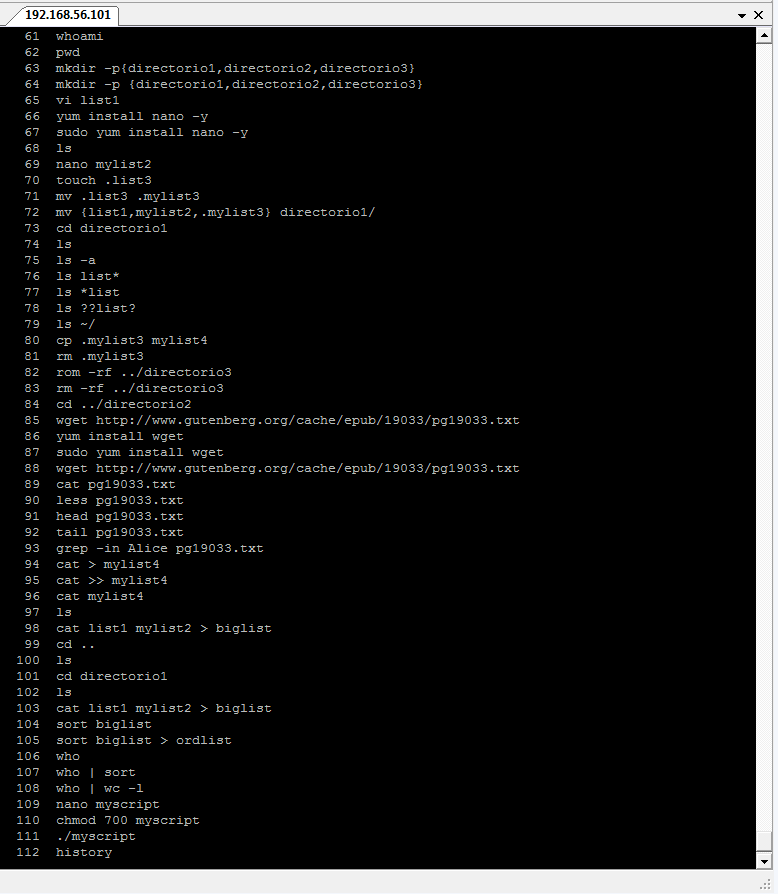 192.168.56.101
61 whoami
62 pwd
63 mkdir -p{directorio1,directorio2,directorio3}
64 mkdir -p {directorio1,directorio2,directorio3}
65 vi list1
66 yum install nano -y
67 sudo yum install nano -y
68 ls
69 nano mylist2
70 touch .list3
71 mv .list3 .mylist3
72 mv {list1,mylist2,.mylist3} directorio1/
73 cd directorio1
74 ls
75 ls -a
76 ls list*
77 ls *list
78 ls ??list?
79 ls ~/
80 cp .mylist3 mylist4
81 rm .mylist3
82 rom -rf ../directorio3
83 rm -rf ../directorio3
84 cd ../directorio2
85 wget http://www.gutenberg.org/cache/epub/19033/pg19033.txt
86 yum install wget
87 sudo yum install wget
88 wget http://www.gutenberg.org/cache/epub/19033/pg19033.txt
89 cat pg19033.txt
90 less pg19033.txt
91 head pg19033.txt
92 tail pg19033.txt
93 grep -in Alice pg19033.txt
94 cat > mylist4
95 cat >> mylist4
96 cat mylist4
97 ls
98 cat list1 mylist2 > biglist
99 cd ..
100 ls
101 cd directorio1
102 ls
103 cat list1 mylist2 > biglist
104 sort biglist
105 sort biglist > ordlist
106 who
107 who | sort
108 who | wc -l
109 nano myscript
110 chmod 700 myscript
111 ./myscript
112 history